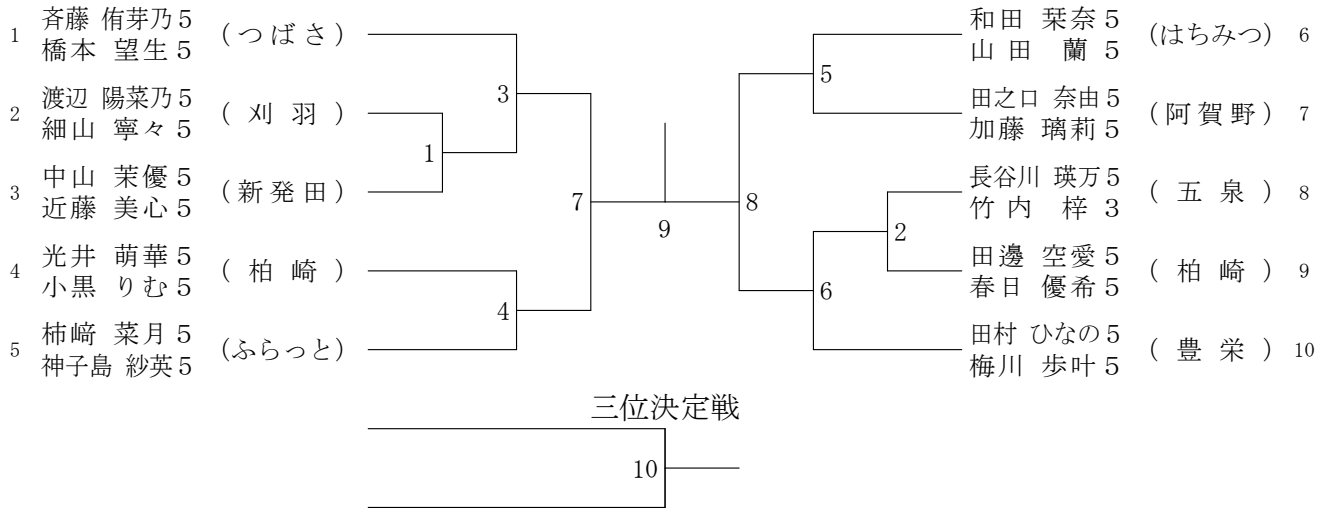 1 斉藤 侑芽乃 5 (つばさ)
橋本 望生 5
2 渡辺 陽菜乃 5 (刈羽)
細山 寧々 5
3 中山 茉優 5 (新発田)
近藤 美心 5
4 光井 萌華 5 (柏崎)
小黒 りむ 5
5 柿﨑 菜月 5 (ふらっと)
神子島 紗英 5
3
1
7
4
9
和田 栞奈 5 (はちみつ) 6
山田 蘭 5
田之口 奈由 5 (阿賀野) 7
加藤 璃莉 5
長谷川 瑛万 5 (五泉) 8
竹内 梓 3
田邊 空愛 5 (柏崎) 9
春日 優希 5
田村 ひなの 5 (豊栄) 10
梅川 歩叶 5
5
8
2
6
三位決定戦
10